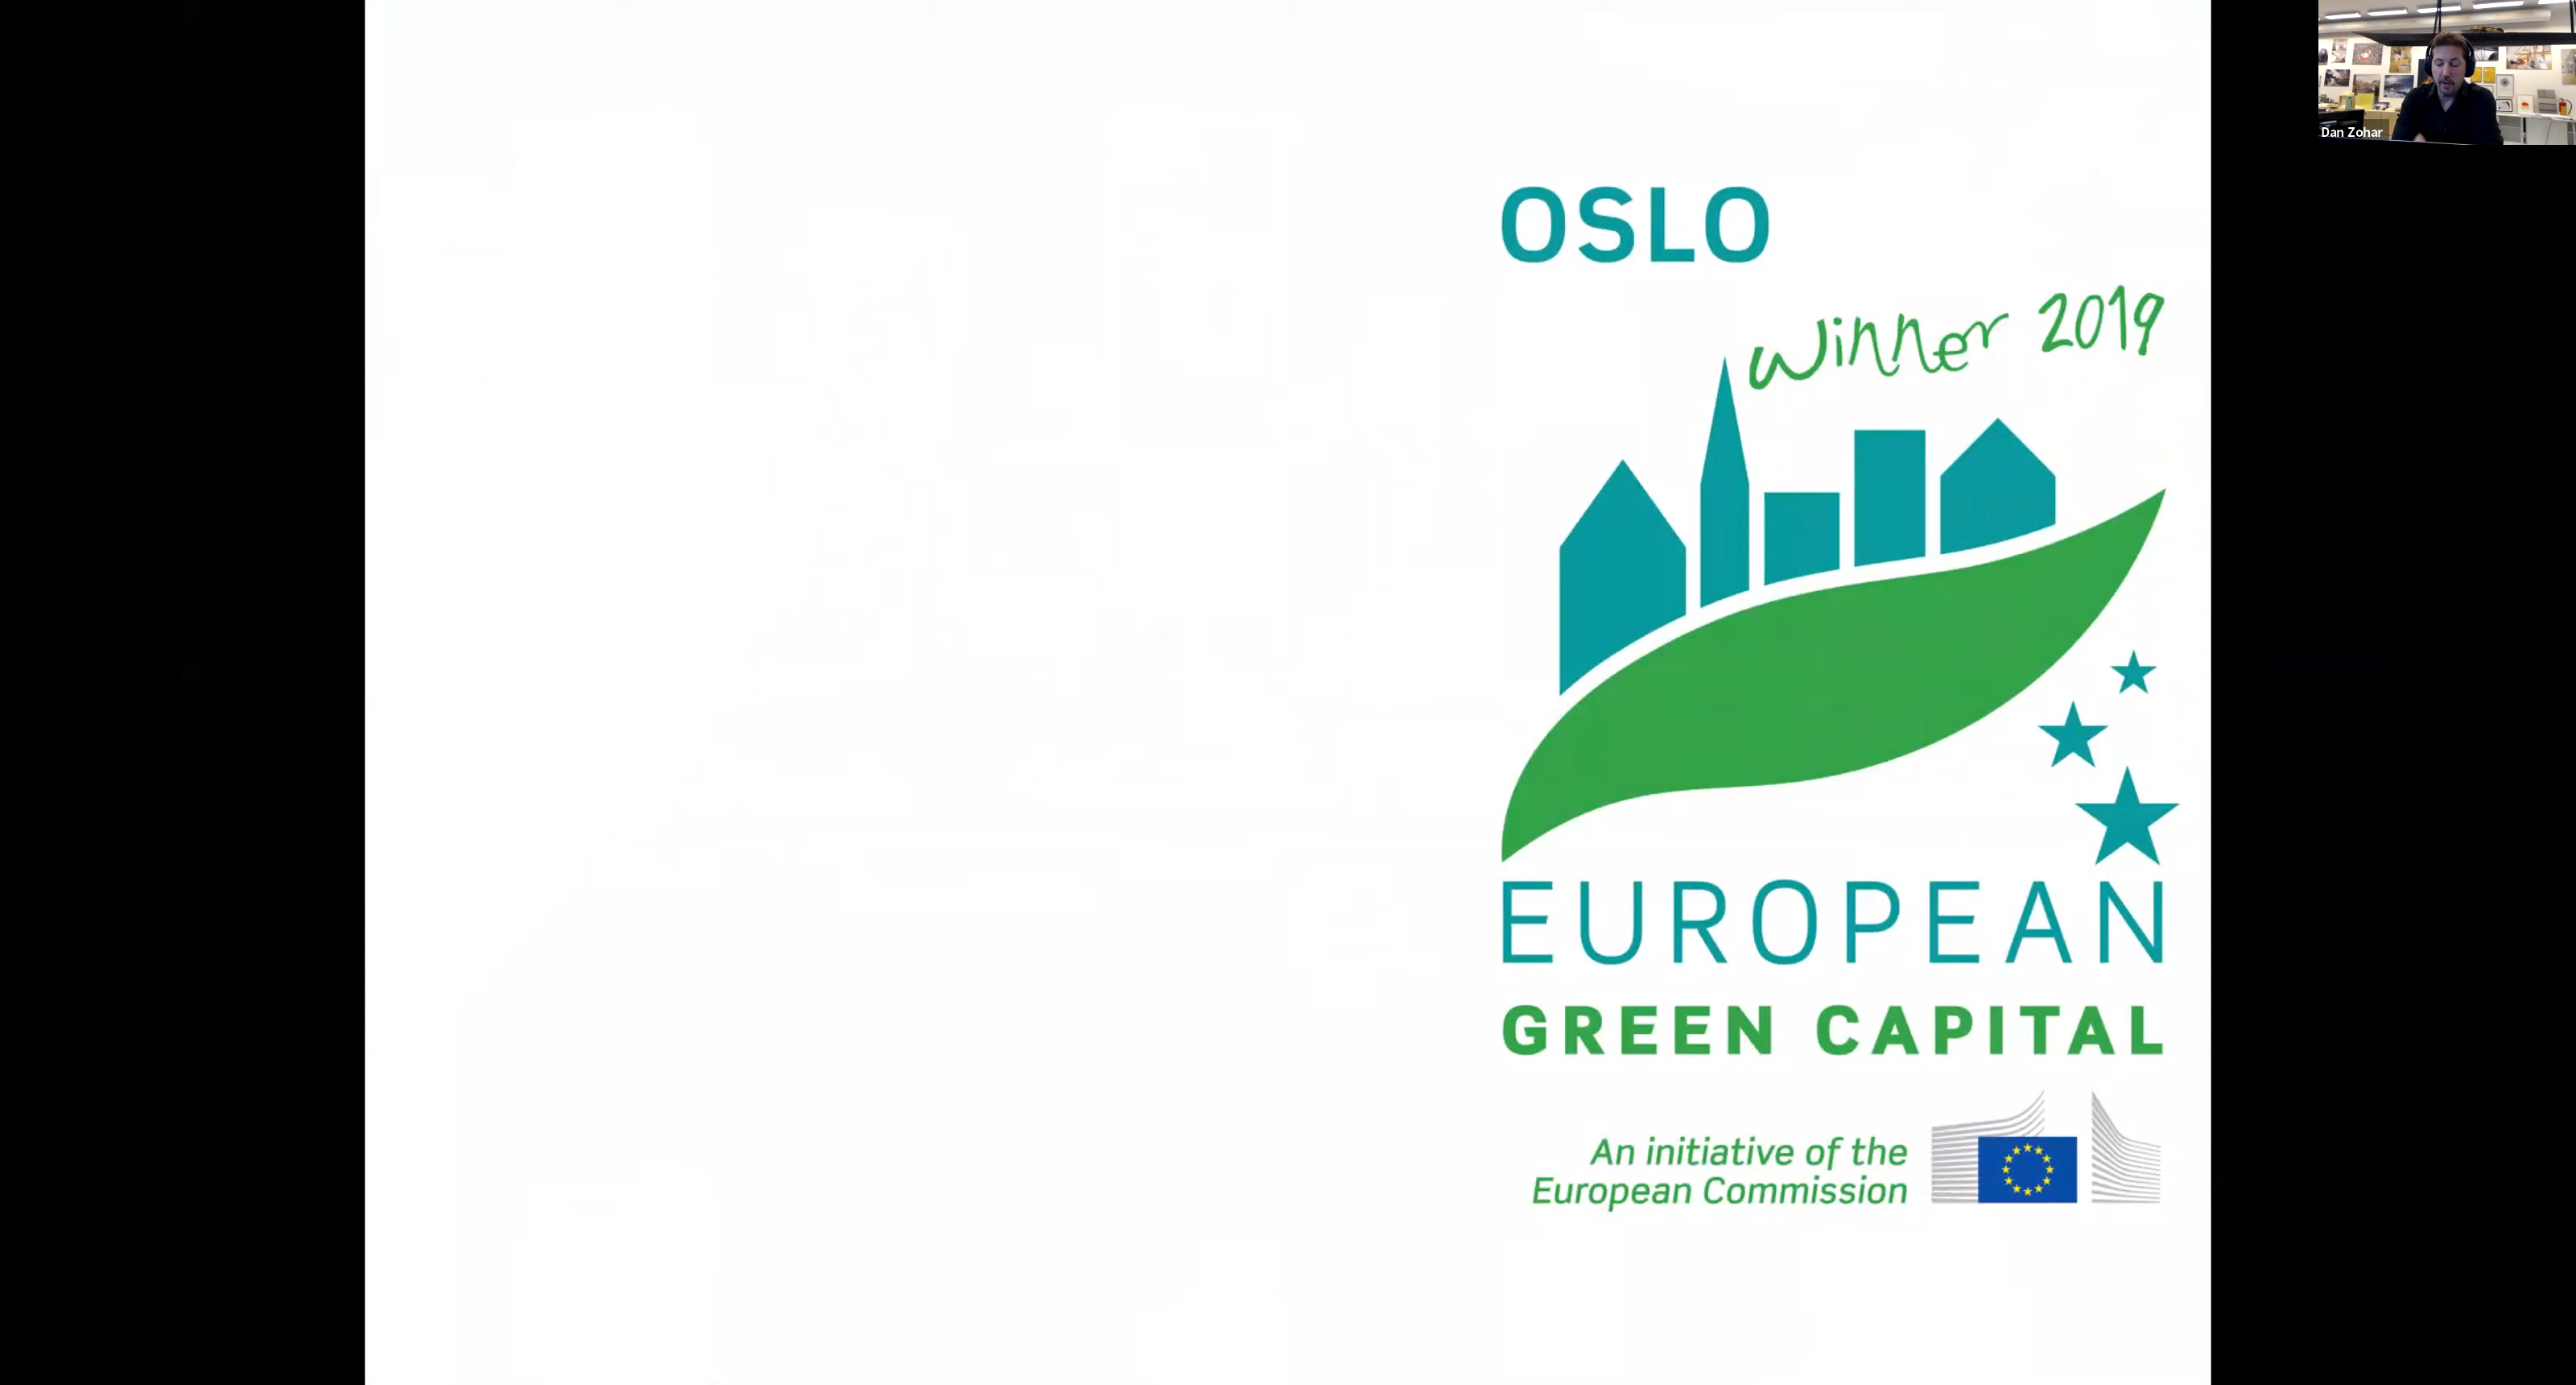 Dan Zohar
OSLO
Winner 2019
EUROPEAN
GREEN CAPITAL
An initiative of the
European Commission